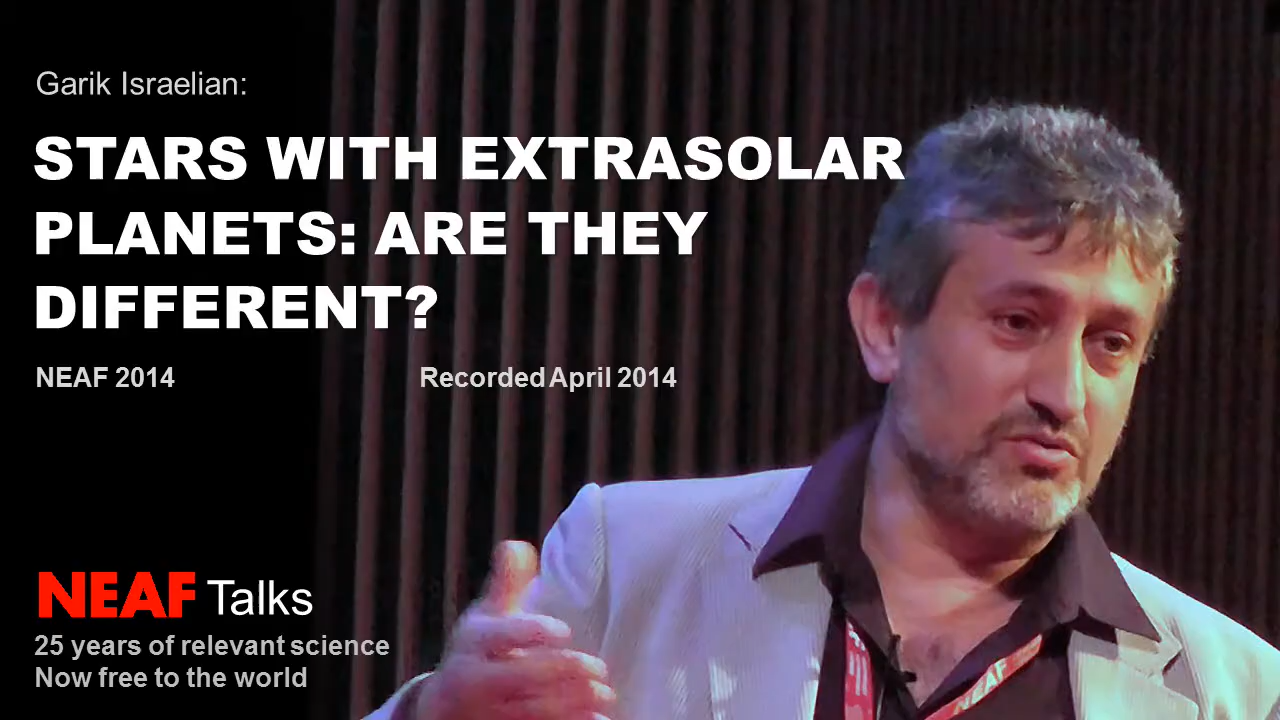 Garik Israelian:
STARS WITH EXTRASOLAR
PLANETS: ARE THEY
DIFFERENT?
NEAF 2014 Recorded April 2014
NEAF Talks
25 years of relevant science
Now free to the world
NEAF